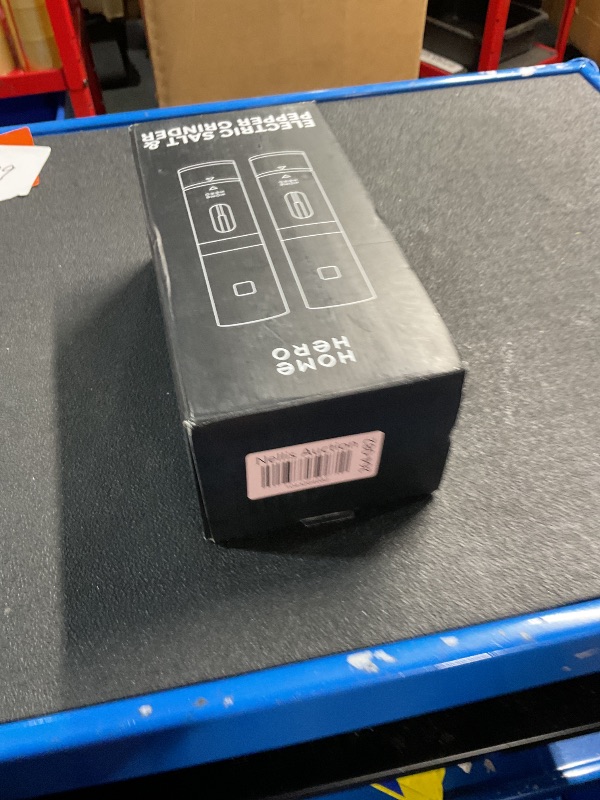 ELECTRIC SALT &
PEPPER GRINDER
HOME
HERO
Nellis Auction